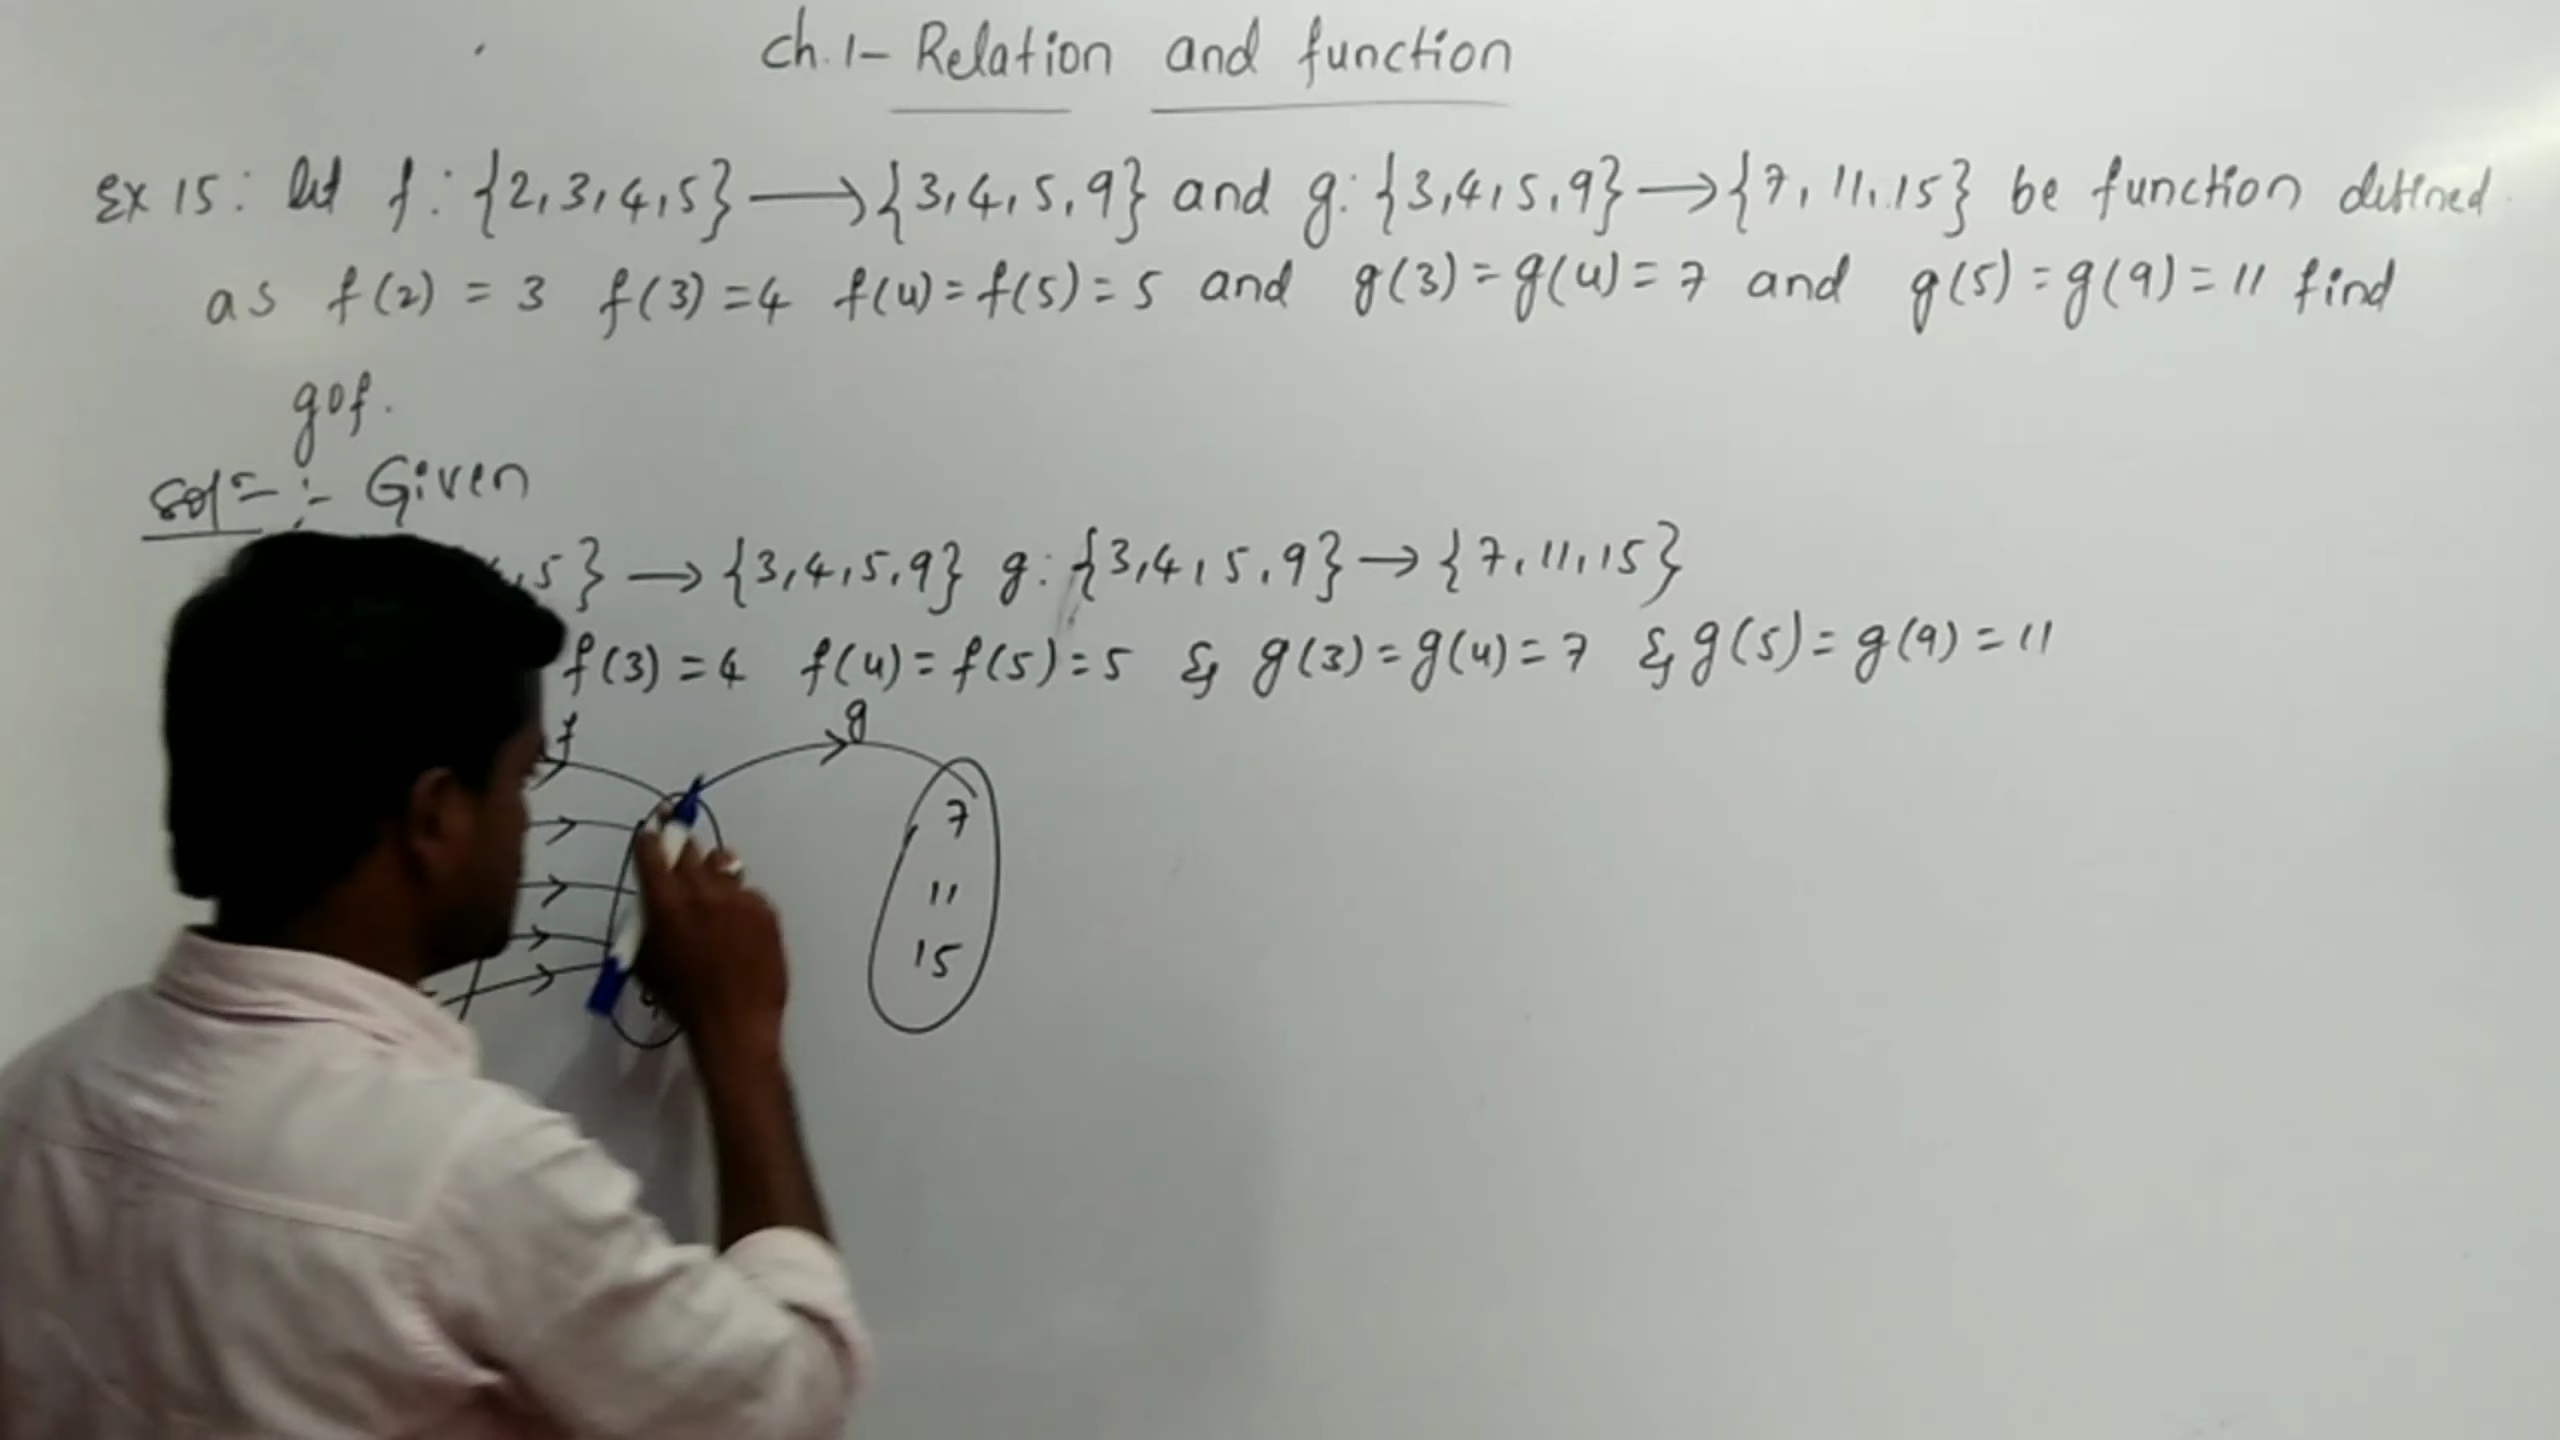 Ch.1- Relation and function
Ex 15: let f: {2,3,4,5} → {3,4,5,9} and g: {3,4,5,9} → {7,11,15} be function defined
as f(2) = 3 f(3) = 4 f(4) = f(5) = 5 and g(3) = g(4) = 7 and g(5) = g(9) = 11 find
gof.
Given
,5} → {3,4,5,9} g: {3,4,5,9} → {7,11,15}
f(3) = 4 f(4) = f(5) = 5 & g(3) = g(4) = 7 & g(5) = g(9) = 11
f g
7
11
15
9